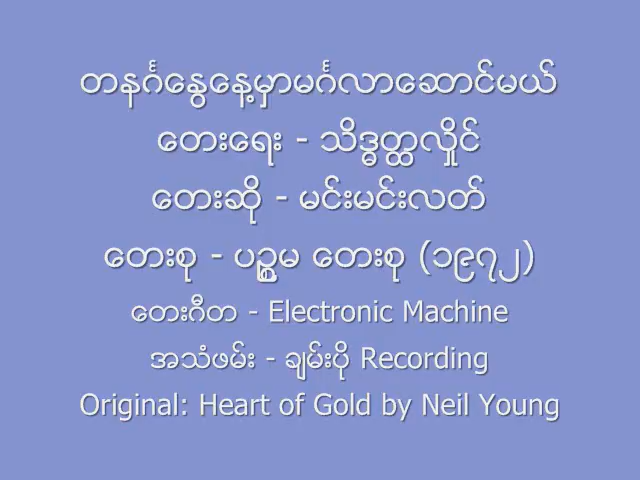 တနင်္ဂနွေနေ့မှာမင်္ဂလာဆောင်မယ်
တေးရေး - သိဒ္ဓတ္ထလှိုင်
တေးဆို - မင်းမင်းလတ်
တေးစု - ပဉ္စမ တေးစု (၁၉၇၂)
တေးဂီတ - Electronic Machine
အသံဖမ်း - ချမ်းပို Recording
Original: Heart of Gold by Neil Young